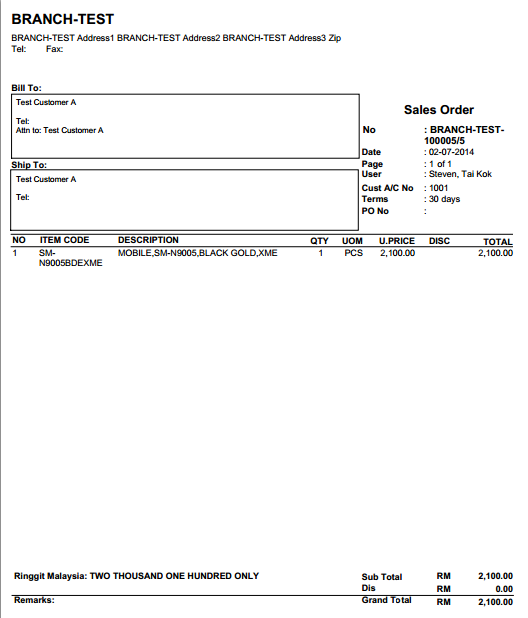 BRANCH-TEST
BRANCH-TEST Address1 BRANCH-TEST Address2 BRANCH-TEST Address3 Zip
Tel: Fax:
Bill To:
Test Customer A
Tel:
Attn to: Test Customer A
Ship To:
Test Customer A
Tel:
Sales Order
No : BRANCH-TEST-
100005/5
Date : 02-07-2014
Page : 1 of 1
User : Steven, Tai Kok
Cust A/C No : 1001
Terms : 30 days
PO No :
NO ITEM CODE DESCRIPTION QTY UOM U.PRICE DISC TOTAL
1 SM- MOBILE,SM-N9005,BLACK GOLD,XME 1 PCS 2,100.00 2,100.00
N9005BDEXME
Ringgit Malaysia: TWO THOUSAND ONE HUNDRED ONLY Sub Total RM 2,100.00
Dis RM 0.00
Remarks: Grand Total RM 2,100.00